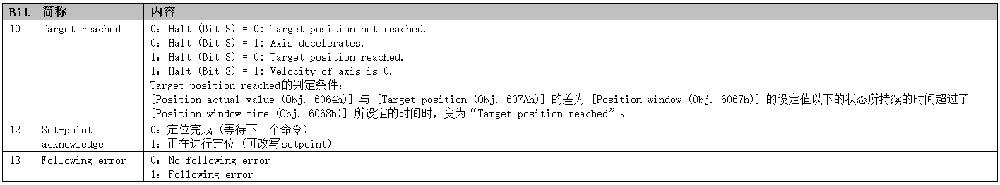 Bit 简称 内容
10 Target reached 0: Halt (Bit 8) = 0: Target position not reached.
0: Halt (Bit 8) = 1: Axis decelerates.
1: Halt (Bit 8) = 0: Target position reached.
1: Halt (Bit 8) = 1: Velocity of axis is 0.
Target position reached的判定条件:
[Position actual value (Obj. 6064h)] 与 [Target position (Obj. 607Ah)] 的差为 [Position window (Obj. 6067h)] 的设定值以下的状态所持续的时间超过了
[Position window time (Obj. 6068h)] 所设定的时间时，变为“Target position reached”。
12 Set-point 0: 定位完成 (等待下一个命令)
acknowledge 1: 正在进行定位 (可改写setpoint)
13 Following error 0: No following error
1: Following error